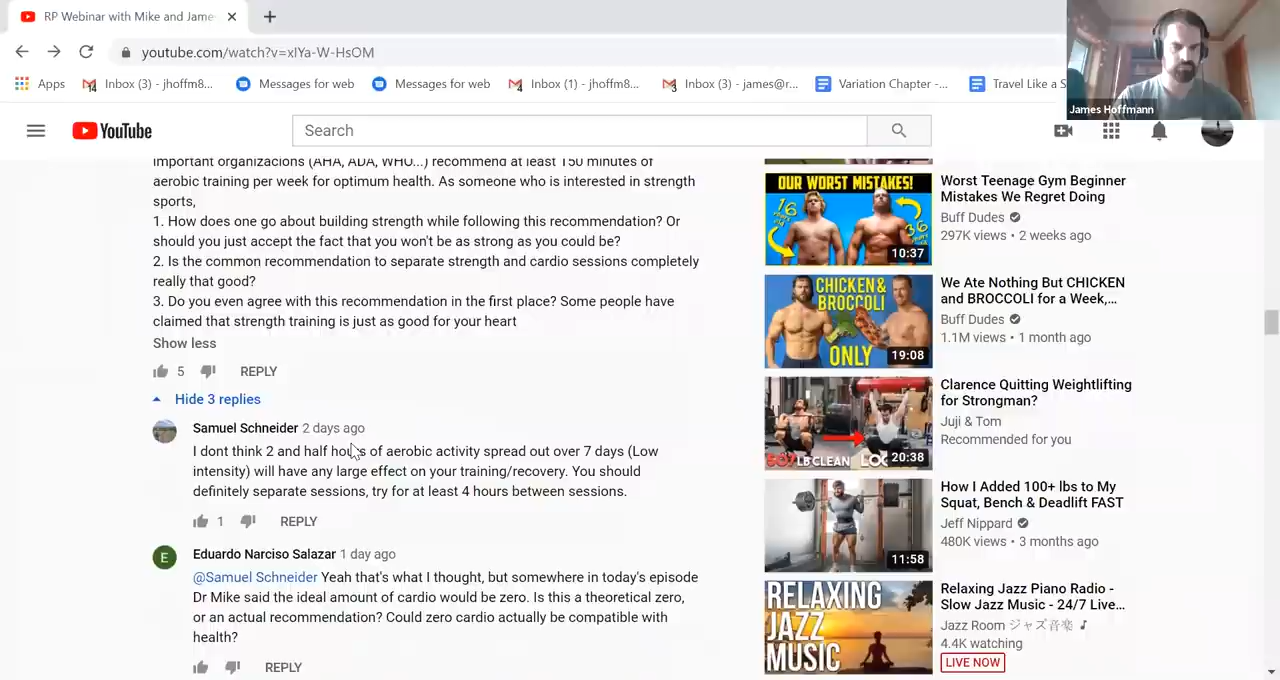 RP Webinar with Mike and Jame
youtube.com/watch?v=xIYa-W-HsOM
Apps
Inbox (3) - jhoffm8...
Messages for web
Messages for web
Inbox (1) - jhoffm8...
Inbox (3) - james@r...
Variation Chapter -...
Travel Like a S
James Hoffmann
YouTube
Search
important organizacions (AHA, ADA, WHO...) recommend at least 150 minutes of
aerobic training per week for optimum health. As someone who is interested in strength
sports,
1. How does one go about building strength while following this recommendation? Or
should you just accept the fact that you won't be as strong as you could be?
2. Is the common recommendation to separate strength and cardio sessions completely
really that good?
3. Do you even agree with this recommendation in the first place? Some people have
claimed that strength training is just as good for your heart
Show less
5
REPLY
Hide 3 replies
Samuel Schneider 2 days ago
I dont think 2 and half hours of aerobic activity spread out over 7 days (Low
intensity) will have any large effect on your training/recovery. You should
definitely separate sessions, try for at least 4 hours between sessions.
1
REPLY
E
Eduardo Narciso Salazar 1 day ago
@Samuel Schneider Yeah that's what I thought, but somewhere in today's episode
Dr Mike said the ideal amount of cardio would be zero. Is this a theoretical zero,
or an actual recommendation? Could zero cardio actually be compatible with
health?
REPLY
OUR WORST MISTAKES!
16
36
10:37
Worst Teenage Gym Beginner
Mistakes We Regret Doing
Buff Dudes
297K views • 2 weeks ago
CHICKEN &
BROCCOLI
ONLY
19:08
We Ate Nothing But CHICKEN
and BROCCOLI for a Week,...
Buff Dudes
1.1M views • 1 month ago
20:38
Clarence Quitting Weightlifting
for Strongman?
Juji & Tom
Recommended for you
11:58
How I Added 100+ lbs to My
Squat, Bench & Deadlift FAST
Jeff Nippard
480K views • 3 months ago
RELAXING
JAZZ
MUSIC
Relaxing Jazz Piano Radio -
Slow Jazz Music - 24/7 Live...
Jazz Room ジャズ音楽 ♪
4.4K watching
LIVE NOW